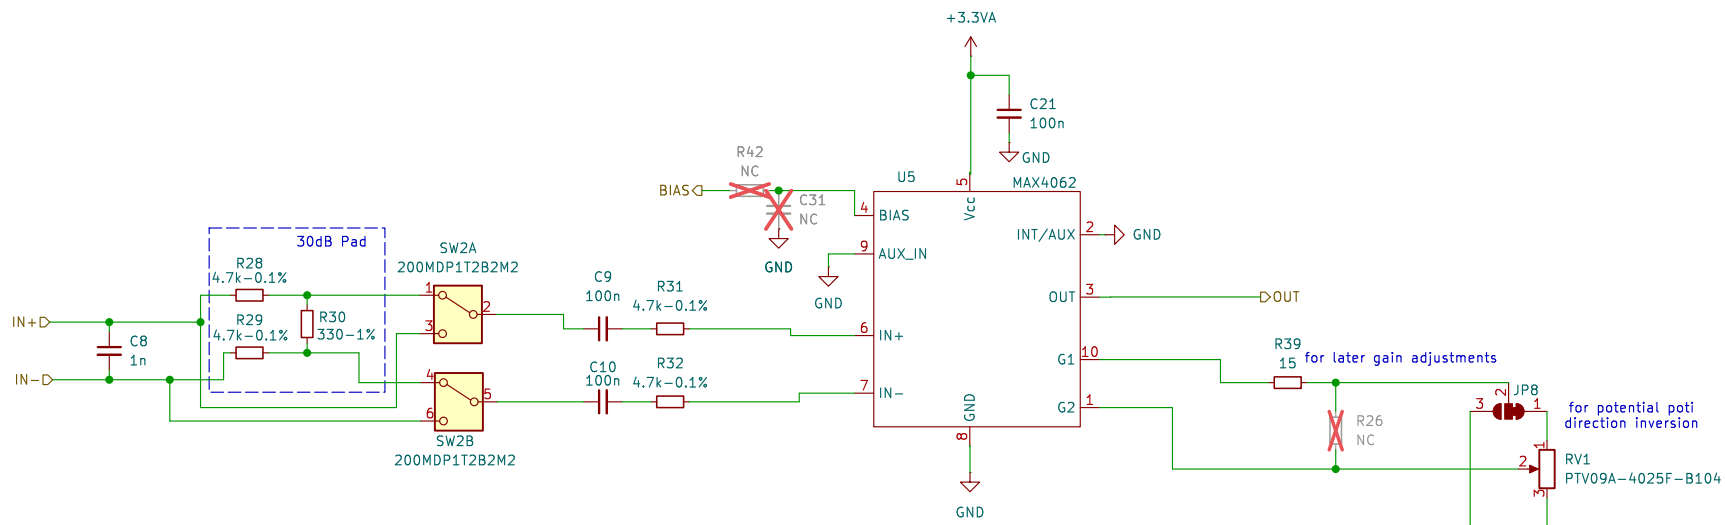 +3.3VA
C21
100n
GND
R42
NC
BIAS
C31
NC
GND
U5
MAX4062
5
Vcc
4
BIAS
9
AUX_IN
GND
INT/AUX
2
GND
OUT
3
OUT
30dB Pad
R28
4.7k-0.1%
R29
4.7k-0.1%
R30
330-1%
IN+
IN-
C8
1n
SW2A
200MDP1T2B2M2
1
2
3
4
5
6
SW2B
200MDP1T2B2M2
C9
100n
R31
4.7k-0.1%
C10
100n
R32
4.7k-0.1%
6
IN+
7
IN-
G1
10
G2
1
GND
8
GND
R39
15
for later gain adjustments
R26
NC
JP8
3
2
1
for potential poti
direction inversion
1
2
3
RV1
PTV09A-4025F-B104